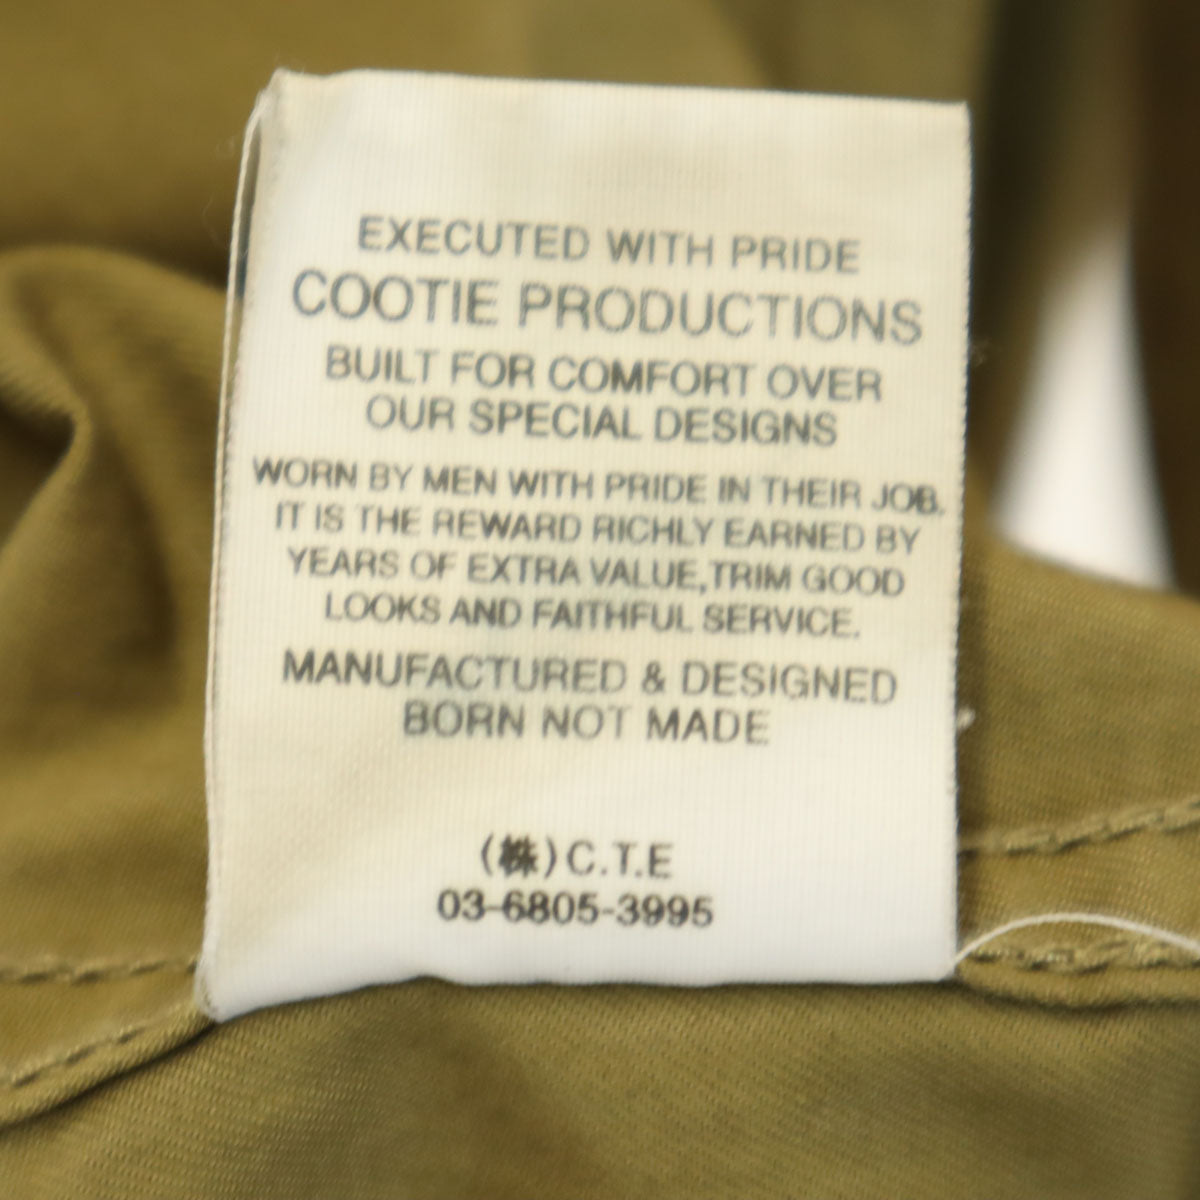 EXECUTED WITH PRIDE
COOTIE PRODUCTIONS
BUILT FOR COMFORT OVER
OUR SPECIAL DESIGNS
WORN BY MEN WITH PRIDE IN THEIR JOB.
IT IS THE REWARD RICHLY EARNED BY
YEARS OF EXTRA VALUE,TRIM GOOD
LOOKS AND FAITHFUL SERVICE.
MANUFACTURED & DESIGNED
BORN NOT MADE
(株)C.T.E
03-6805-3995